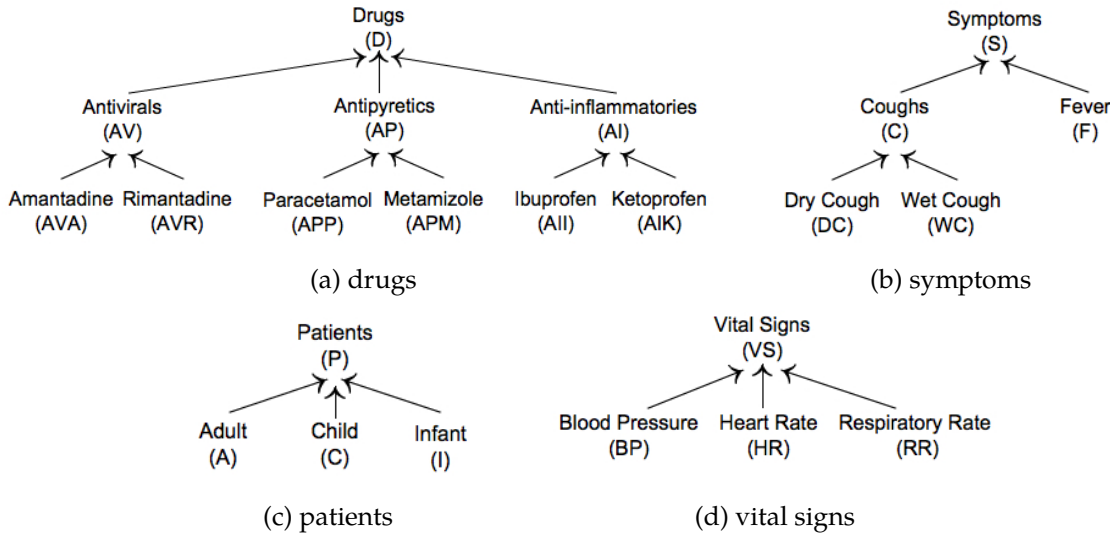 Drugs
(D)
Symptoms
(S)
Antivirals
(AV)
Antipyretics
(AP)
Anti-inflammatories
(AI)
Coughs
(C)
Fever
(F)
Amantadine
(AVA)
Rimantadine
(AVR)
Paracetamol
(APP)
Metamizole
(APM)
Ibuprofen
(AII)
Ketoprofen
(AIK)
Dry Cough
(DC)
Wet Cough
(WC)
(a) drugs
(b) symptoms
Patients
(P)
Vital Signs
(VS)
Adult
(A)
Child
(C)
Infant
(I)
Blood Pressure
(BP)
Heart Rate
(HR)
Respiratory Rate
(RR)
(c) patients
(d) vital signs